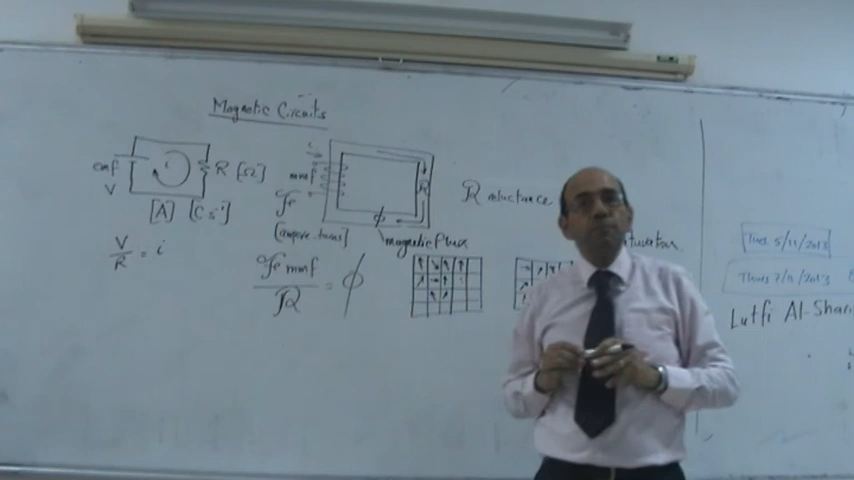 Magnetic Circuits
emf
V
i
R [Ω]
[A] [C s⁻¹]
V/R = i
i
mmf
ℱ
[ampere.turns]
R
φ
magnetic flux
ℱ mmf/R = φ
R reluctance
Tues. 5/11/2013
Thurs 7/11/2013
Lutfi Al-Shar